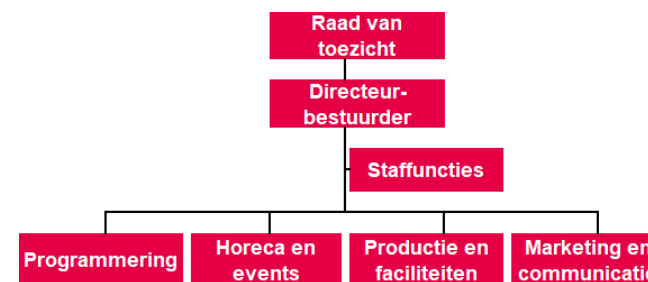 Raad van
toezicht
Directeur-
bestuurder
Staffuncties
Programmering
Horeca en
events
Productie en
faciliteiten
Marketing en
communicatie